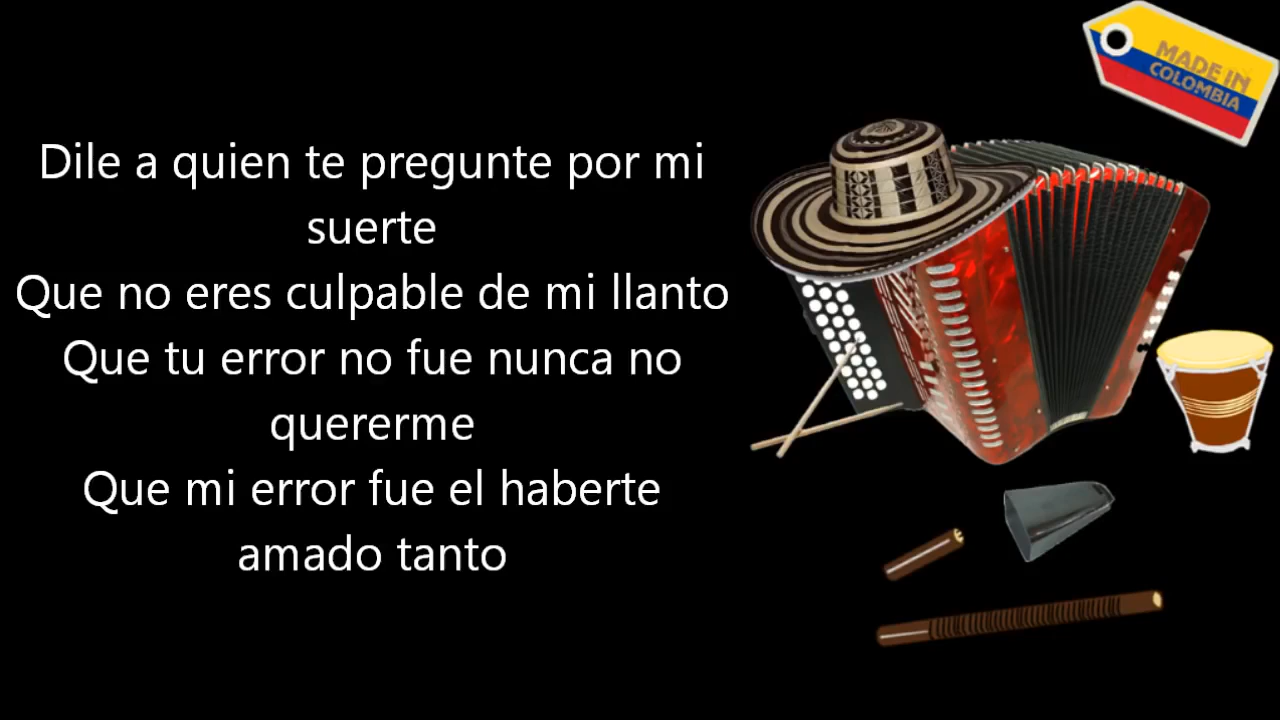 MADE IN
COLOMBIA
Dile a quien te pregunte por mi
suerte
Que no eres culpable de mi llanto
Que tu error no fue nunca no
quererme
Que mi error fue el haberte
amado tanto